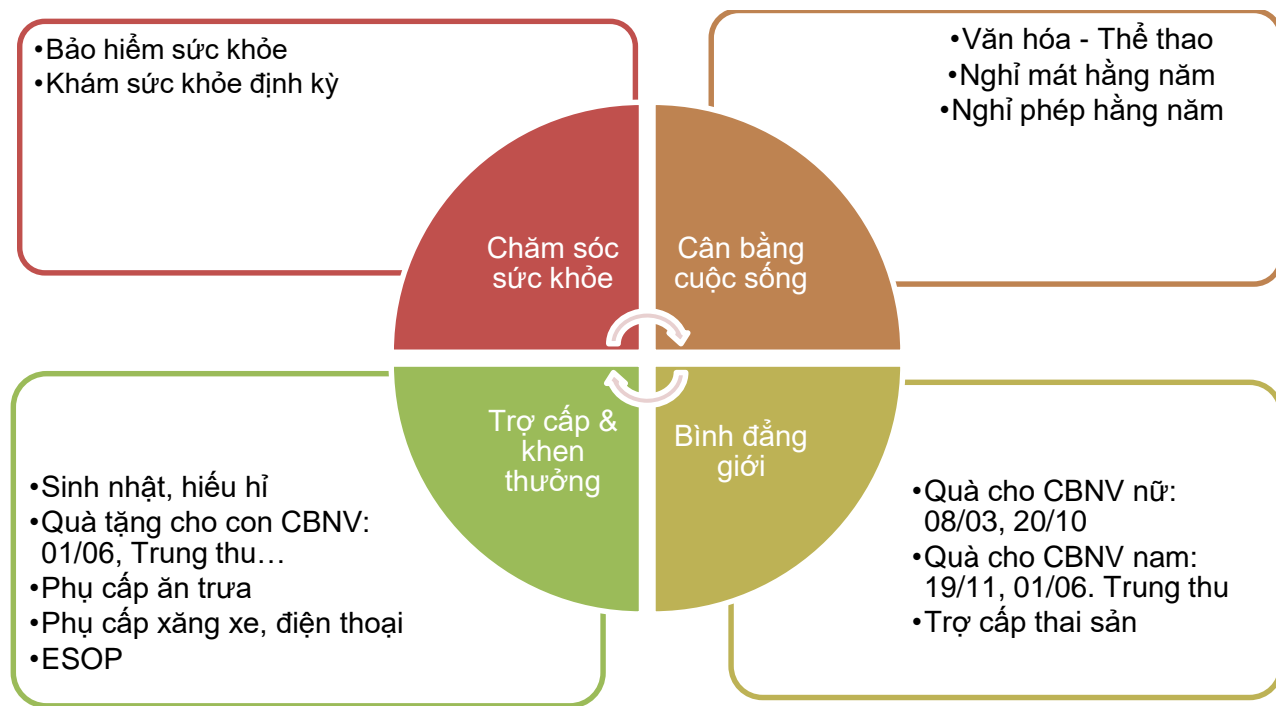 •Bảo hiểm sức khỏe
•Khám sức khỏe định kỳ
•Văn hóa - Thể thao
•Nghỉ mát hằng năm
•Nghỉ phép hằng năm
Chăm sóc
sức khỏe
Cân bằng
cuộc sống
Trợ cấp &
khen
thưởng
Bình đẳng
giới
•Sinh nhật, hiếu hỉ
•Quà tặng cho con CBNV:
01/06, Trung thu…
•Phụ cấp ăn trưa
•Phụ cấp xăng xe, điện thoại
•ESOP
•Quà cho CBNV nữ:
08/03, 20/10
•Quà cho CBNV nam:
19/11, 01/06. Trung thu
•Trợ cấp thai sản